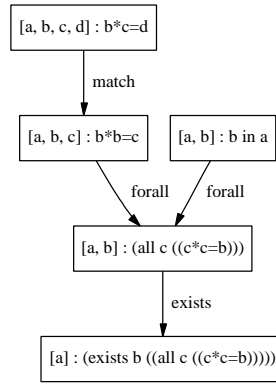 [a, b, c, d] : b*c=d
match
[a, b, c] : b*b=c
[a, b] : b in a
forall
forall
[a, b] : (all c ((c*c=b)))
exists
[a] : (exists b ((all c ((c*c=b)))))